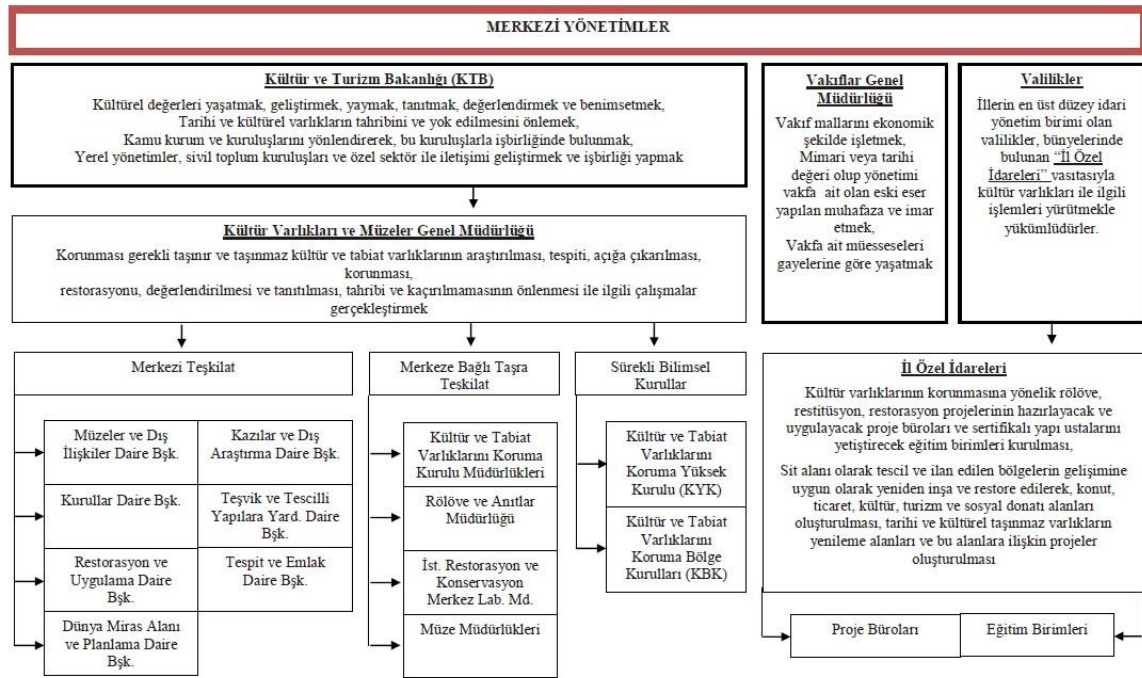 MERKEZİ YÖNETİMLER
Kültür ve Turizm Bakanlığı (KTB)
Kültürel değerleri yaşatmak, geliştirmek, yaymak, tanıtmak, değerlendirmek ve benimsetmek,
Tarihi ve kültürel varlıkların tahribini ve yok edilmesini önlemek,
Kamu kurum ve kuruluşlarını yönlendirerek, bu kuruluşlarla işbirliğinde bulunmak,
Yerel yönetimler, sivil toplum kuruluşları ve özel sektör ile iletişimi geliştirmek ve işbirliği yapmak
Vakıflar Genel
Müdürlüğü
Vakıf mallarını ekonomik
şekilde işletmek,
Mimari veya tarihi
değeri olup yönetimi
vakfa ait olan eski eser
yapılan muhafaza ve imar
etmek,
Vakfa ait müesseseleri
gayelerine göre yaşatmak
Valilikler
İllerin en üst düzey idari
yönetim birimi olan
valilikler, bünyelerinde
bulunan “İl Özel
İdareleri” vasıtasıyla
kültür varlıkları ile ilgili
işlemleri yürütmekle
yükümlüdürler.
Kültür Varlıkları ve Müzeler Genel Müdürlüğü
Korunması gerekli taşınır ve taşınmaz kültür ve tabiat varlıklarının araştırılması, tespiti, açığa çıkarılması,
korunması,
restorasyonu, değerlendirilmesi ve tanıtılması, tahribi ve kaçırılmamasının önlenmesi ile ilgili çalışmalar
gerçekleştirmek
Merkezi Teşkilat
Müzeler ve Dış
İlişkiler Daire Bşk.
Kazılar ve Dış
Araştırma Daire Bşk.
Kurullar Daire Bşk.
Teşvik ve Tescilli
Yapılara Yard. Daire
Bşk.
Restorasyon ve
Uygulama Daire
Bşk.
Tespit ve Emlak
Daire Bşk.
Dünya Miras Alanı
ve Planlama Daire
Bşk.
Merkeze Bağlı Taşra
Teşkilat
Kültür ve Tabiat
Varlıklarını Koruma
Kurulu Müdürlükleri
Rölöve ve Anıtlar
Müdürlüğü
İst. Restorasyon ve
Konservasyon
Merkez Lab. Md.
Müze Müdürlükleri
Sürekli Bilimsel
Kurullar
Kültür ve Tabiat
Varlıklarını
Koruma Yüksek
Kurulu (KYK)
Kültür ve Tabiat
Varlıklarını
Koruma Bölge
Kurulları (KBK)
İl Özel İdareleri
Kültür varlıklarının korunmasına yönelik rölöve,
restitüsyon, restorasyon projelerinin hazırlayacak ve
uygulayacak proje büroları ve sertifikalı yapı ustalarını
yetiştirecek eğitim birimleri kurulması,
Sit alanı olarak tescil ve ilan edilen bölgelerin gelişimine
uygun olarak yeniden inşa ve restore edilerek, konut,
ticaret, kültür, turizm ve sosyal donatı alanları
oluşturulması, tarihi ve kültürel taşınmaz varlıkların
yenileme alanları ve bu alanlara ilişkin projeler
oluşturulması
Proje Büroları
Eğitim Birimleri